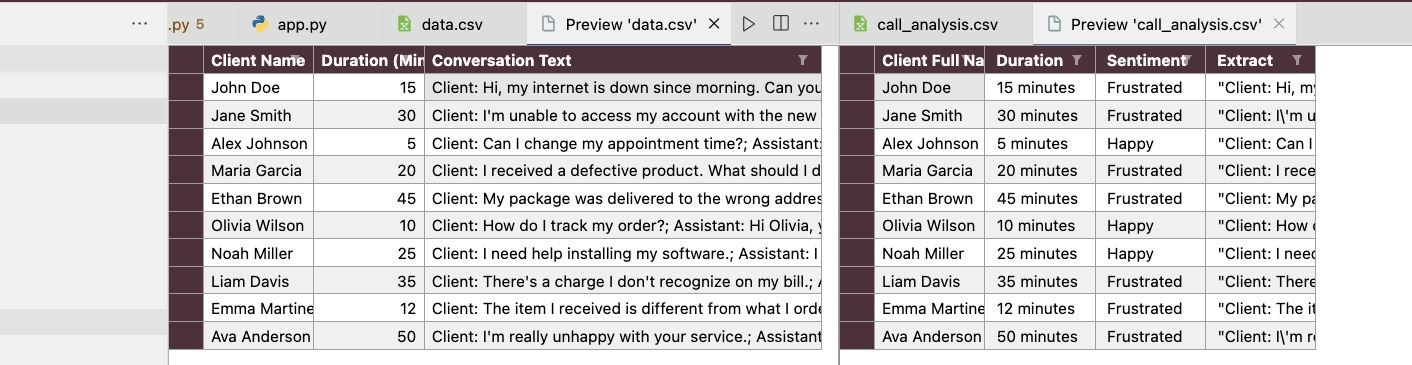 ··· .py 5 app.py data.csv Preview 'data.csv' × ··· call_analysis.csv Preview 'call_analysis.csv' ×
Client Name Duration (Min Conversation Text Client Full Na Duration Sentiment Extract
John Doe 15 Client: Hi, my internet is down since morning. Can you John Doe 15 minutes Frustrated "Client: Hi, my
Jane Smith 30 Client: I'm unable to access my account with the new Jane Smith 30 minutes Frustrated "Client: I\'m u
Alex Johnson 5 Client: Can I change my appointment time?; Assistant: Alex Johnson 5 minutes Happy "Client: Can I
Maria Garcia 20 Client: I received a defective product. What should I d Maria Garcia 20 minutes Frustrated "Client: I rece
Ethan Brown 45 Client: My package was delivered to the wrong addres Ethan Brown 45 minutes Frustrated "Client: My pa
Olivia Wilson 10 Client: How do I track my order?; Assistant: Hi Olivia, y Olivia Wilson 10 minutes Happy "Client: How
Noah Miller 25 Client: I need help installing my software.; Assistant: I Noah Miller 25 minutes Happy "Client: I need
Liam Davis 35 Client: There's a charge I don't recognize on my bill.; A Liam Davis 35 minutes Frustrated "Client: There
Emma Martine 12 Client: The item I received is different from what I orde Emma Martine 12 minutes Frustrated "Client: The it
Ava Anderson 50 Client: I'm really unhappy with your service.; Assistant Ava Anderson 50 minutes Frustrated "Client: I\'m r